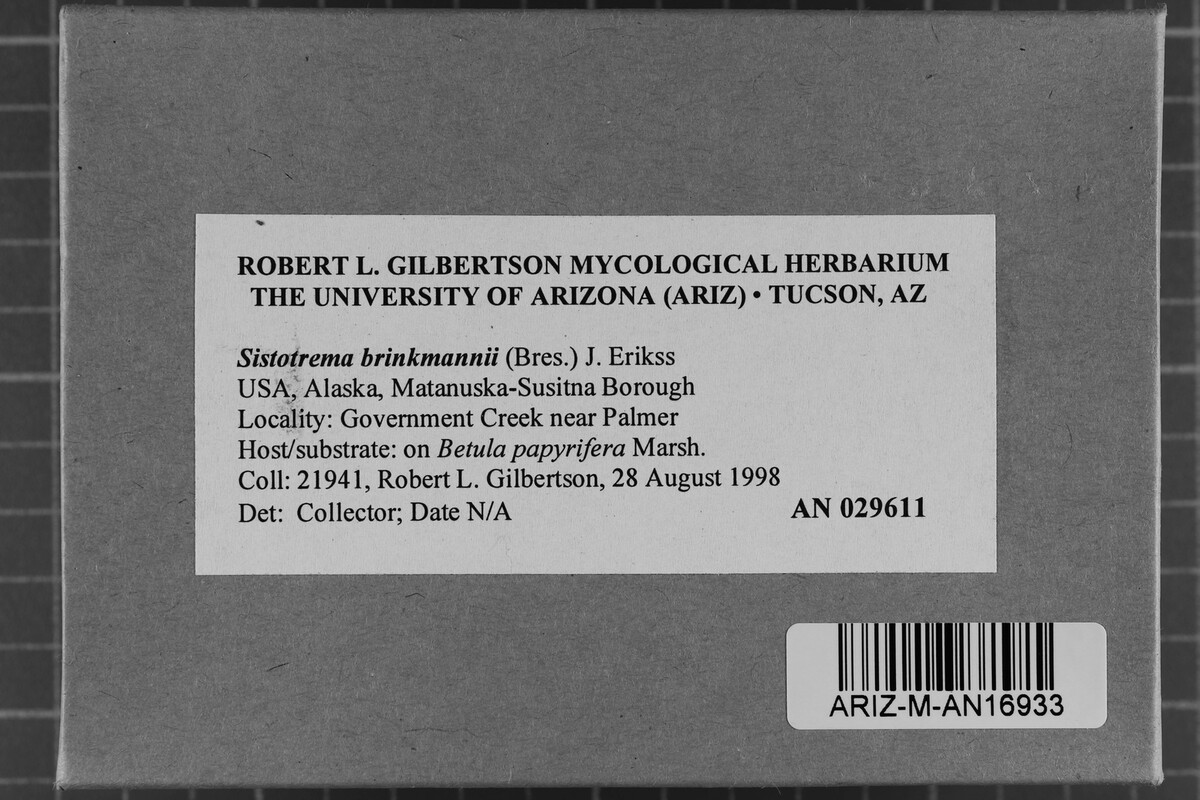 ROBERT L. GILBERTSON MYCOLOGICAL HERBARIUM
THE UNIVERSITY OF ARIZONA (ARIZ) • TUCSON, AZ
Sistotrema brinkmannii (Bres.) J. Erikss
USA, Alaska, Matanuska-Susitna Borough
Locality: Government Creek near Palmer
Host/substrate: on Betula papyrifera Marsh.
Coll: 21941, Robert L. Gilbertson, 28 August 1998
Det: Collector; Date N/A AN 029611
ARIZ-M-AN16933